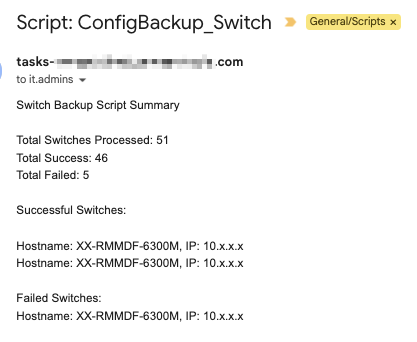 Script: ConfigBackup_Switch
General/Scripts ×
tasks-
.com
to it.admins
Switch Backup Script Summary
Total Switches Processed: 51
Total Success: 46
Total Failed: 5
Successful Switches:
Hostname: XX-RMMDF-6300M, IP: 10.x.x.x
Hostname: XX-RMMDF-6300M, IP: 10.x.x.x
Failed Switches:
Hostname: XX-RMMDF-6300M, IP: 10.x.x.x